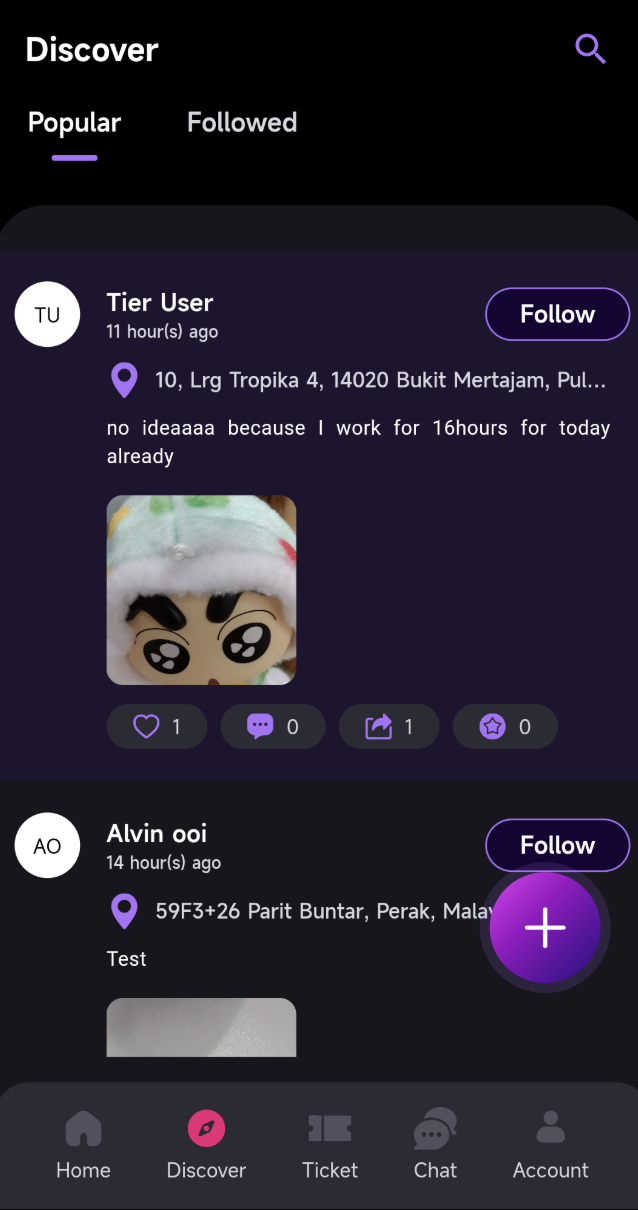 Discover
Popular
Followed
TU
Tier User
Follow
11 hour(s) ago
10, Lrg Tropika 4, 14020 Bukit Mertajam, Pul...
no ideaaaa because I work for 16hours for today
already
1
0
1
0
AO
Alvin ooi
Follow
14 hour(s) ago
59F3+26 Parit Buntar, Perak,
Test
Home
Discover
Ticket
Chat
Account